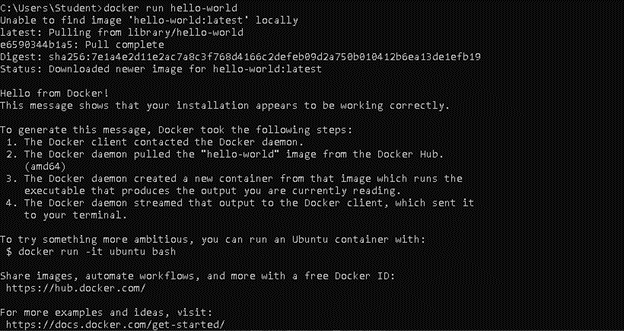 C:\Users\Student>docker run hello-world
Unable to find image 'hello-world:latest' locally
latest: Pulling from library/hello-world
e6590344b1a5: Pull complete
Digest: sha256:7e1a4e2d11e2ac7a8c3f768d4166c2defeb09d2a750b010412b6ea13de1efb19
Status: Downloaded newer image for hello-world:latest

Hello from Docker!
This message shows that your installation appears to be working correctly.

To generate this message, Docker took the following steps:
 1. The Docker client contacted the Docker daemon.
 2. The Docker daemon pulled the "hello-world" image from the Docker Hub.
    (amd64)
 3. The Docker daemon created a new container from that image which runs the
    executable that produces the output you are currently reading.
 4. The Docker daemon streamed that output to the Docker client, which sent it
    to your terminal.

To try something more ambitious, you can run an Ubuntu container with:
 $ docker run -it ubuntu bash

Share images, automate workflows, and more with a free Docker ID:
 https://hub.docker.com/

For more examples and ideas, visit:
 https://docs.docker.com/get-started/